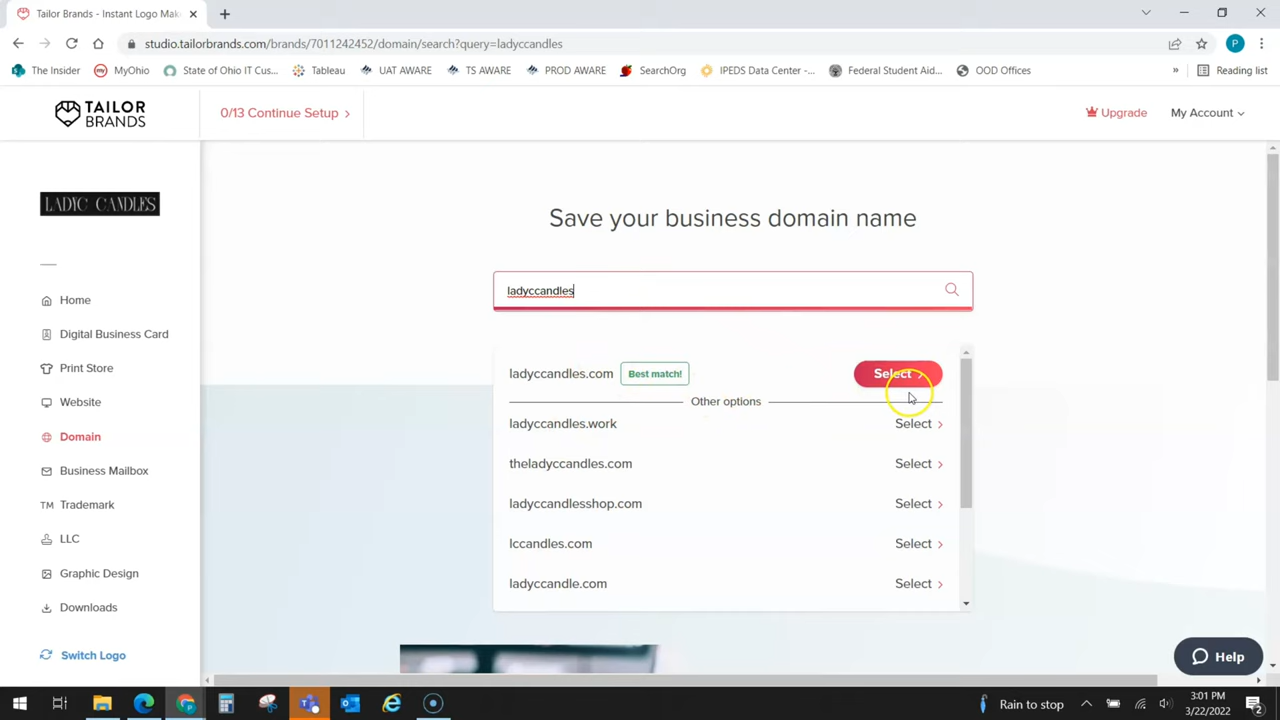 Tailor Brands - Instant Logo Mak
studio.tailorbrands.com/brands/7011242452/domain/search?query=ladyccandles
The Insider
MyOhio
State of Ohio IT Cus...
Tableau
UAT AWARE
TS AWARE
PROD AWARE
SearchOrg
IPEDS Data Center -...
Federal Student Aid...
OOD Offices
»
Reading list
P
TAILOR
BRANDS
0/13 Continue Setup
Upgrade
My Account
LADYC CANDLES
Save your business domain name
ladyccandles
Home
Digital Business Card
Print Store
Website
Domain
Business Mailbox
TM Trademark
LLC
Graphic Design
Downloads
Switch Logo
ladyccandles.com Best match! Select
Other options
ladyccandles.work Select
theladyccandles.com Select
ladyccandlesshop.com Select
lccandles.com Select
ladyccandle.com Select
Help
Rain to stop
3:01 PM
3/22/2022
2